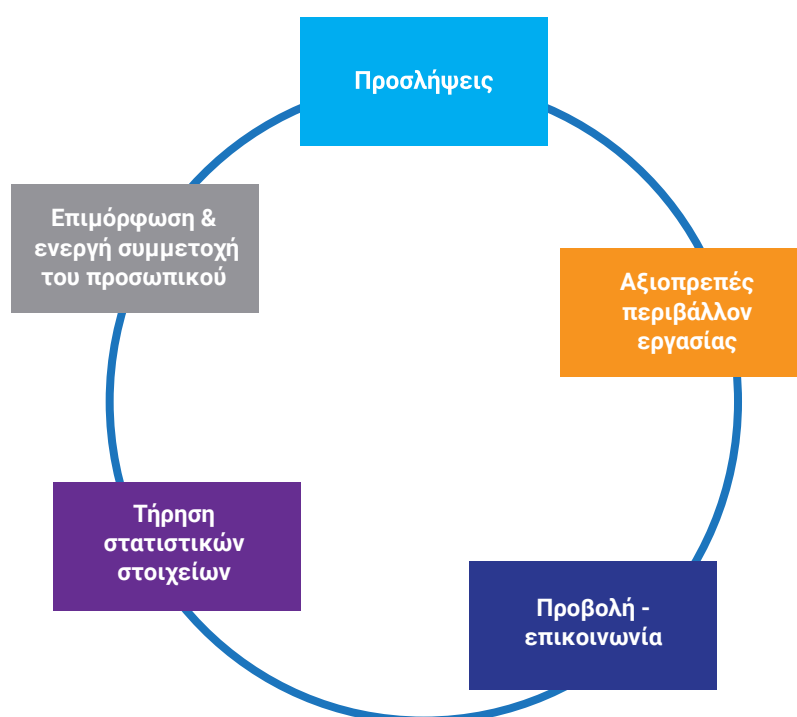 Προσλήψεις
Επιμόρφωση &
ενεργή συμμετοχή
του προσωπικού
Αξιοπρεπές
περιβάλλον
εργασίας
Τήρηση
στατιστικών
στοιχείων
Προβολή -
επικοινωνία